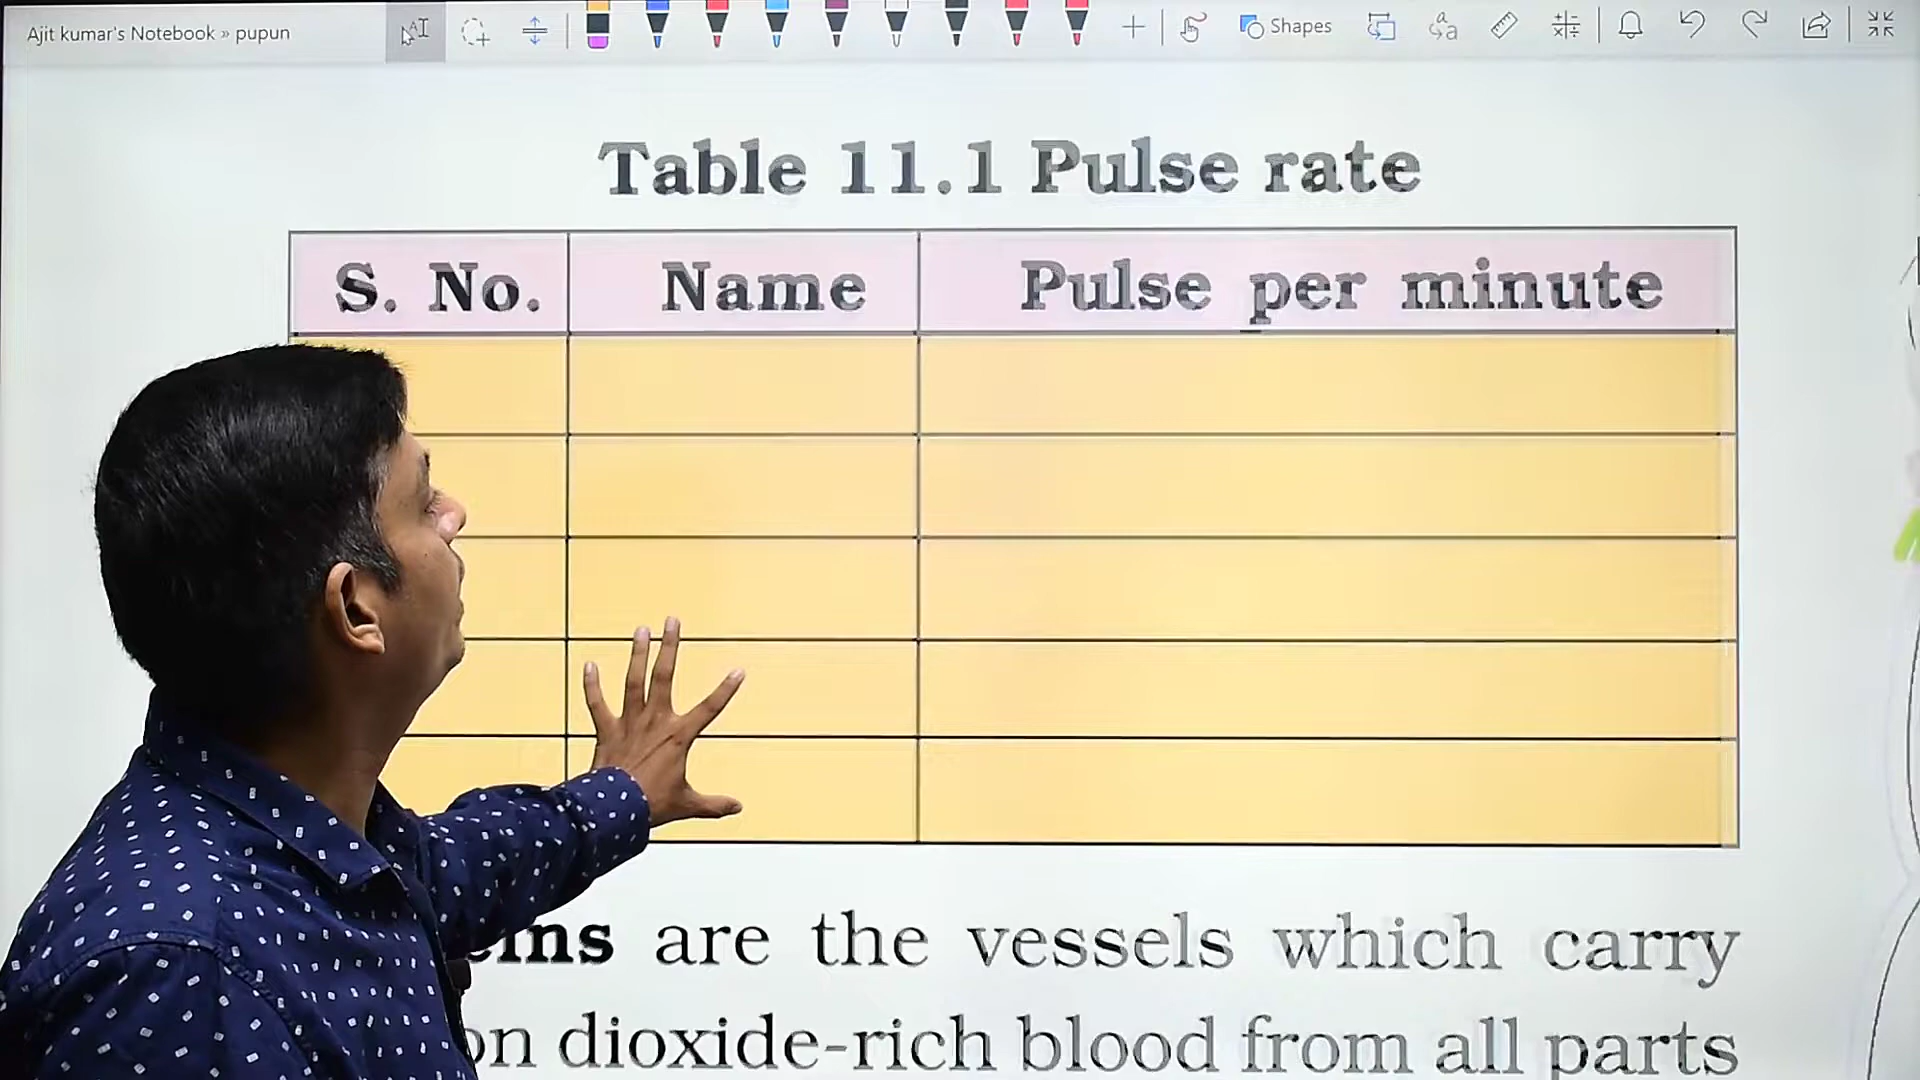 Ajit kumar's Notebook » pupun
Shapes
Table 11.1 Pulse rate
S. No. Name Pulse per minute
are the vessels which carry
dioxide-rich blood from all parts